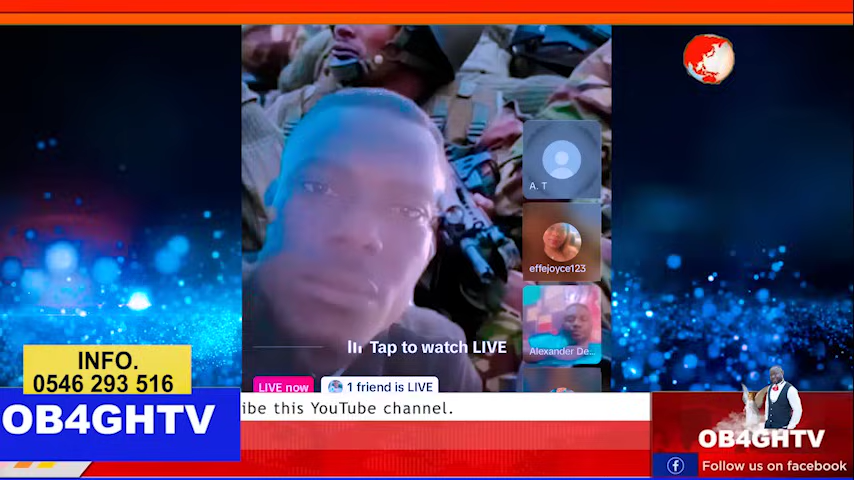 A. T
effejoyce123
Alexander De...
Tap to watch LIVE
LIVE now
1 friend is LIVE
INFO.
0546 293 516
OB4GHTV
ibe this YouTube channel.
OB4GHTV
Follow us on facebook